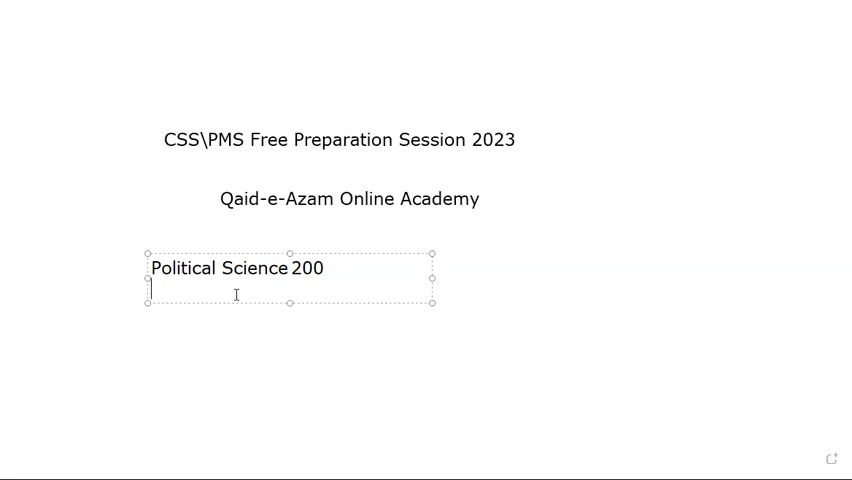 CSS\PMS Free Preparation Session 2023
Qaid-e-Azam Online Academy
Political Science 200